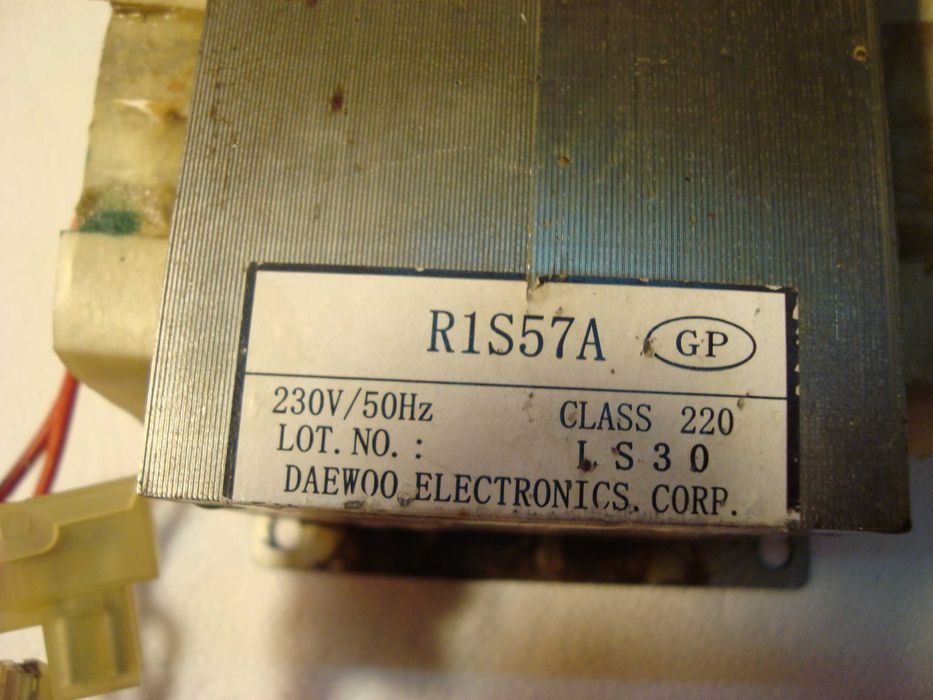 R1S57A GP
230V/50Hz CLASS 220
LOT. NO. : LS30
DAEWOO ELECTRONICS. CORP.